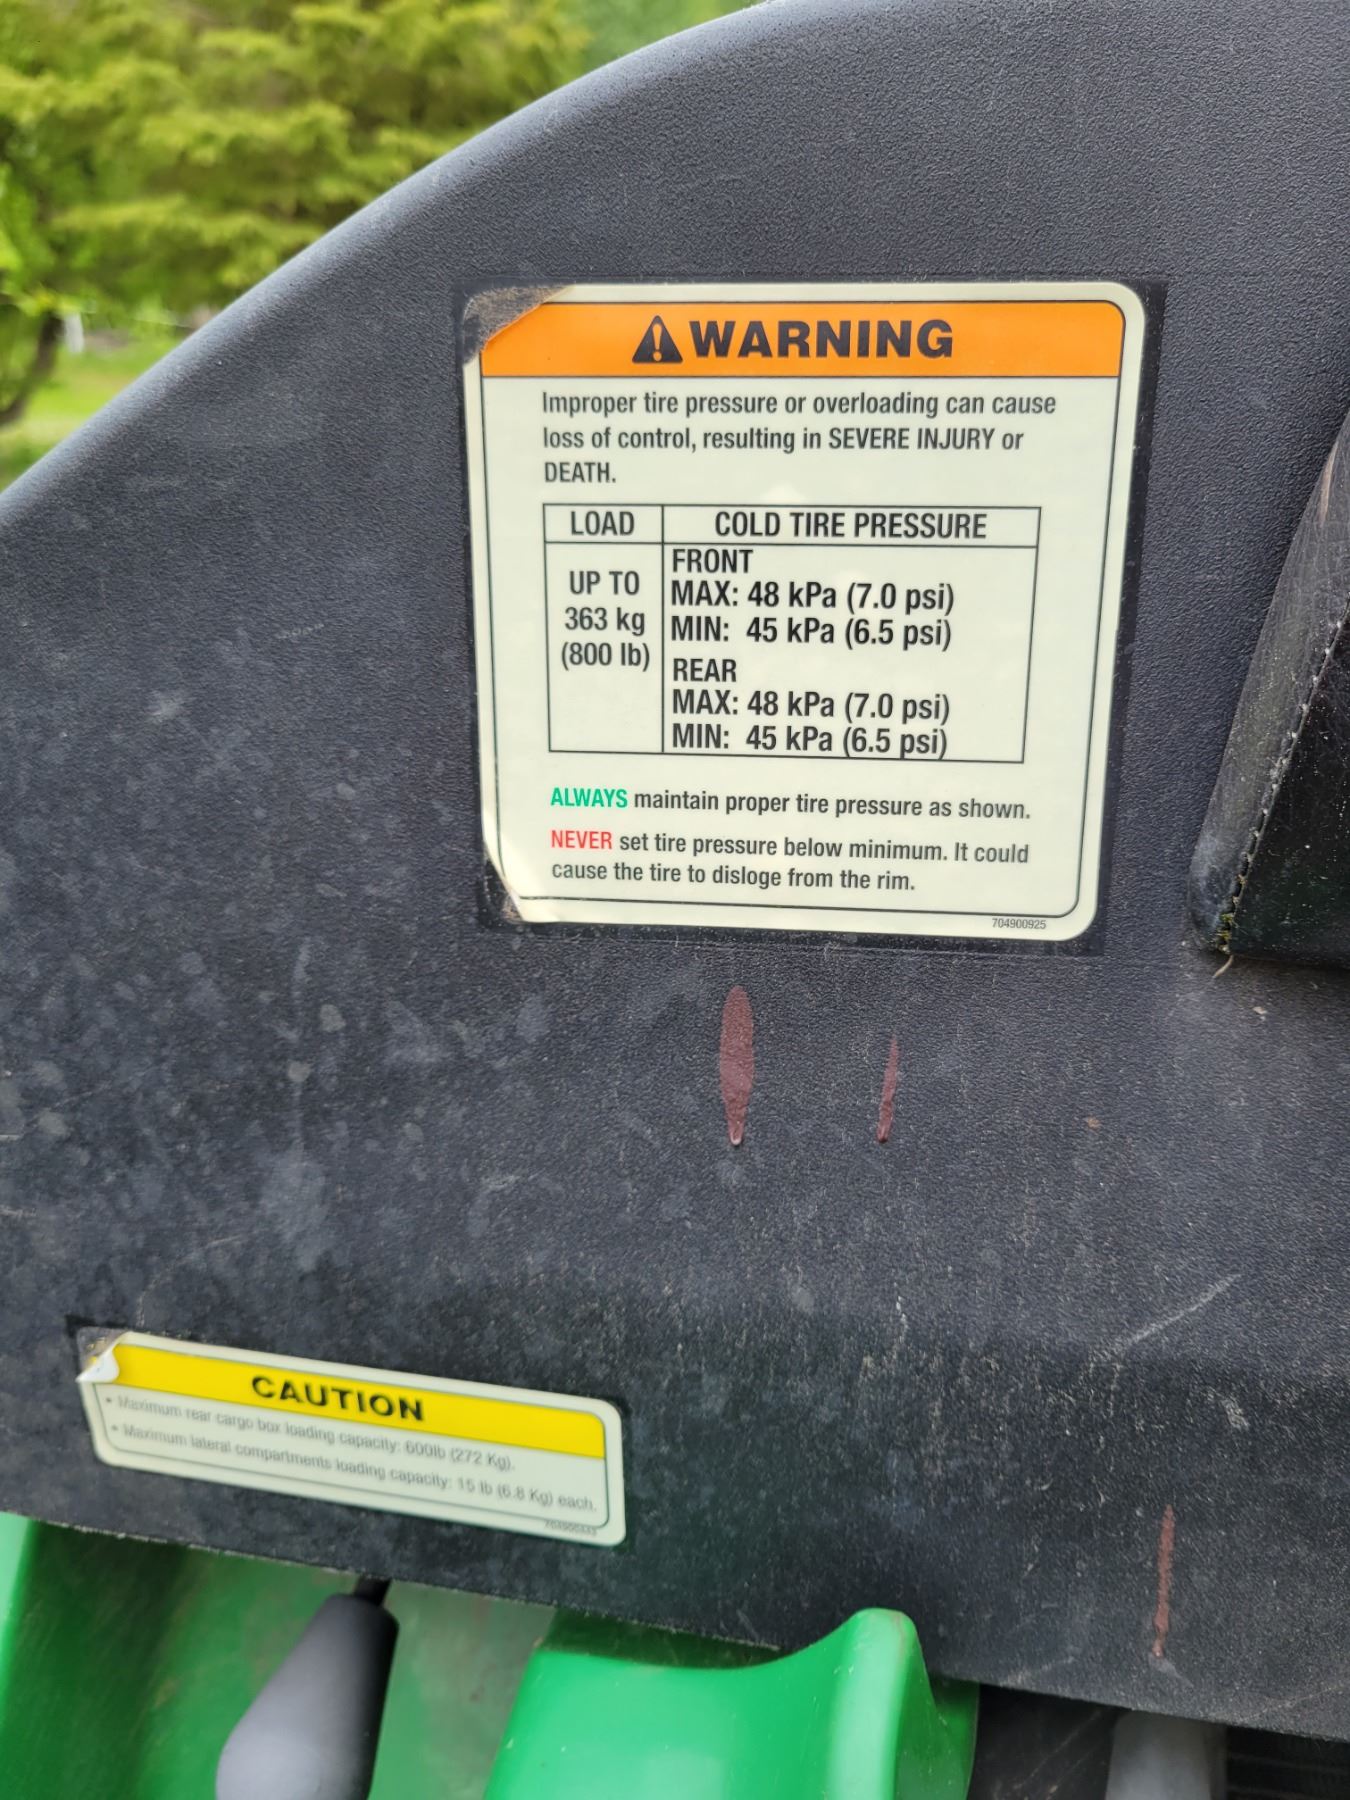 WARNING
Improper tire pressure or overloading can cause
loss of control, resulting in SEVERE INJURY or
DEATH.
LOAD COLD TIRE PRESSURE
UP TO
363 kg
(800 lb)
FRONT
MAX: 48 kPa (7.0 psi)
MIN: 45 kPa (6.5 psi)
REAR
MAX: 48 kPa (7.0 psi)
MIN: 45 kPa (6.5 psi)
ALWAYS maintain proper tire pressure as shown.
NEVER set tire pressure below minimum. It could
cause the tire to disloge from the rim.
704900925
CAUTION
• Maximum rear cargo box loading capacity: 600lb (272 Kg).
• Maximum lateral compartments loading capacity: 15 lb (6.8 Kg) each.